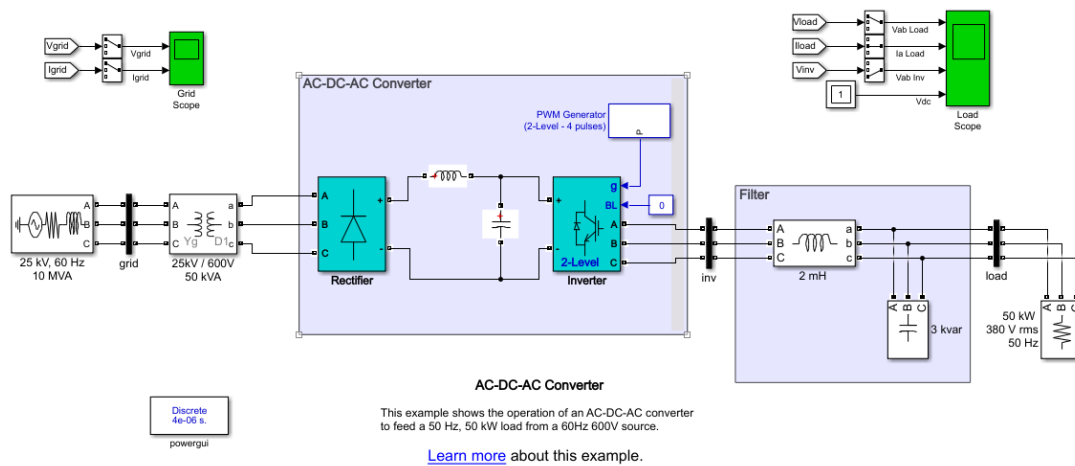 Vgrid
Igrid
Vgrid
Igrid
Grid
Scope
Vload
Iload
Vinv
1
Vab Load
Ia Load
Vab Inv
Vdc
Load
Scope
AC-DC-AC Converter
PWM Generator
(2-Level - 4 pulses)
P
A
B
C
25 kV, 60 Hz
10 MVA
grid
A
B
C
Yg
D1
a
b
c
25kV / 600V
50 kVA
A
B
C
+
-
Rectifier
+
-
g
BL
A
B
C
2-Level
Inverter
0
inv
Filter
A
B
C
a
b
c
2 mH
A B C
3 kvar
load
A B C
50 kW
380 V rms
50 Hz
Discrete
4e-06 s.
powergui
AC-DC-AC Converter
This example shows the operation of an AC-DC-AC converter
to feed a 50 Hz, 50 kW load from a 60Hz 600V source.
Learn more about this example.